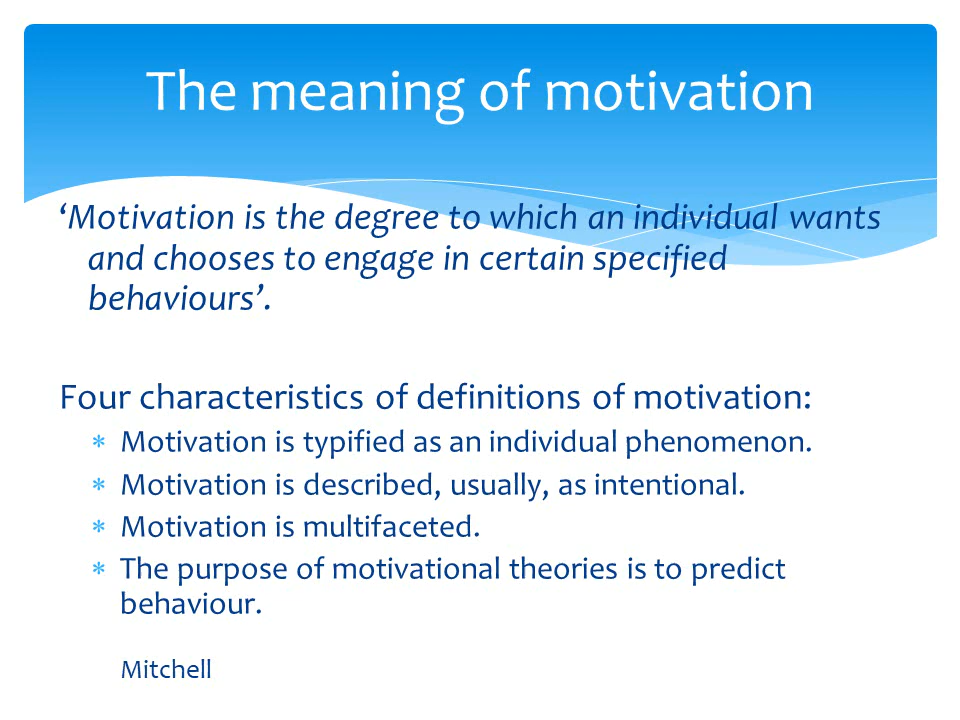 The meaning of motivation
‘Motivation is the degree to which an individual wants
and chooses to engage in certain specified
behaviours’.
Four characteristics of definitions of motivation:
* Motivation is typified as an individual phenomenon.
* Motivation is described, usually, as intentional.
* Motivation is multifaceted.
* The purpose of motivational theories is to predict
behaviour.
Mitchell